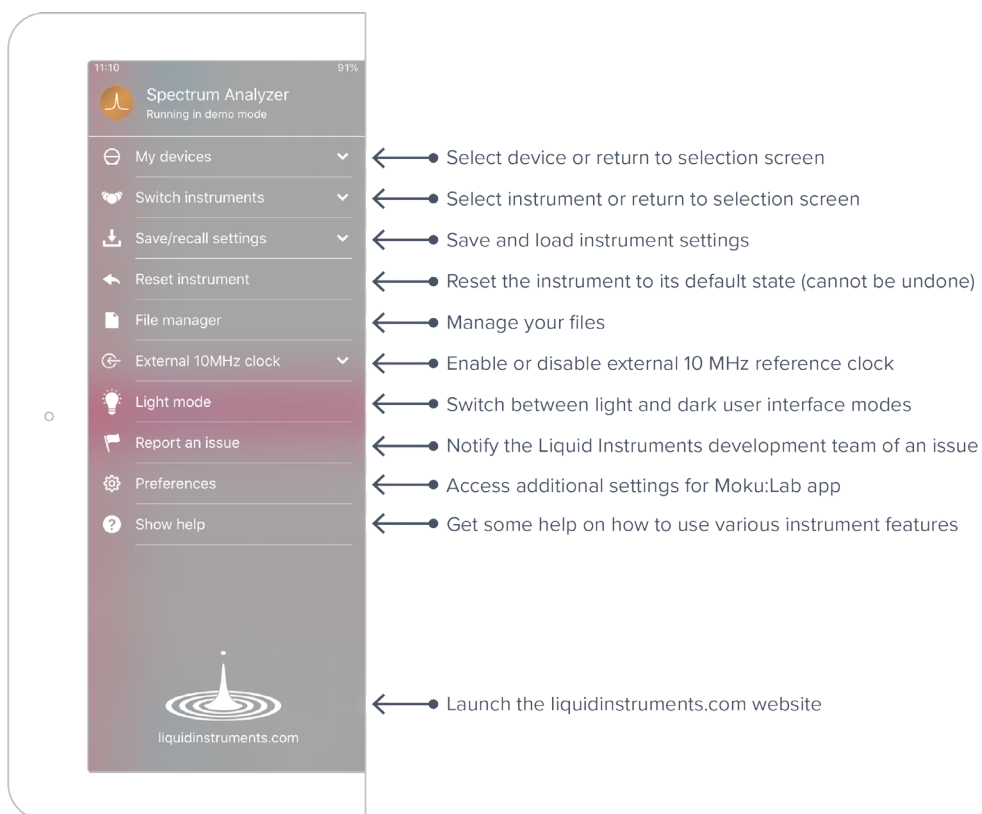 11:10 91%
Spectrum Analyzer
Running in demo mode
My devices
Select device or return to selection screen
Switch instruments
Select instrument or return to selection screen
Save/recall settings
Save and load instrument settings
Reset instrument
Reset the instrument to its default state (cannot be undone)
File manager
Manage your files
External 10MHz clock
Enable or disable external 10 MHz reference clock
Light mode
Switch between light and dark user interface modes
Report an issue
Notify the Liquid Instruments development team of an issue
Preferences
Access additional settings for Moku:Lab app
? Show help
Get some help on how to use various instrument features
Launch the liquidinstruments.com website
liquidinstruments.com